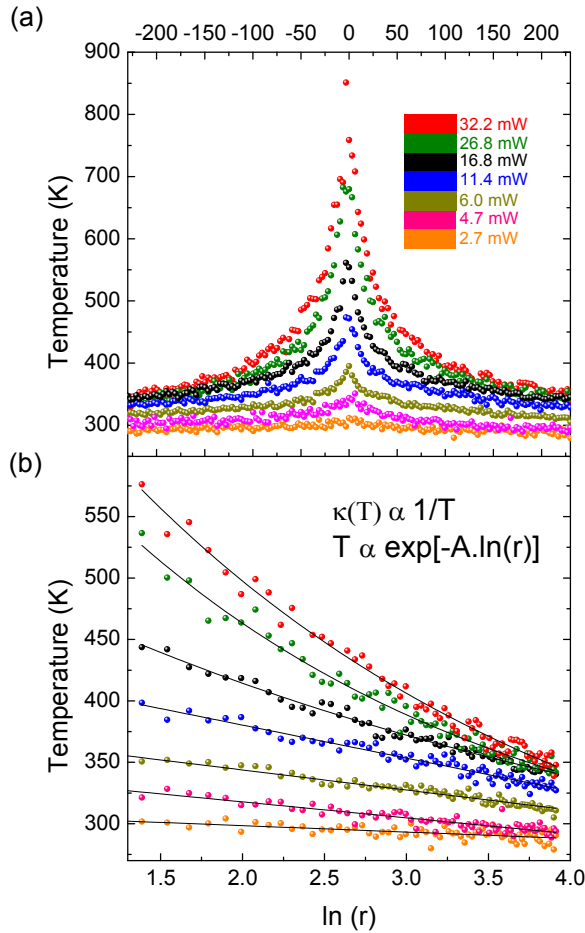 (a)
-200 -150 -100 -50 0 50 100 150 200
900
800
700
600
500
400
300
Temperature (K)
32.2 mW
26.8 mW
16.8 mW
11.4 mW
6.0 mW
4.7 mW
2.7 mW
(b)
550
500
450
400
350
300
Temperature (K)
κ(T) α 1/T
T α exp[-A.ln(r)]
1.5 2.0 2.5 3.0 3.5 4.0
ln (r)